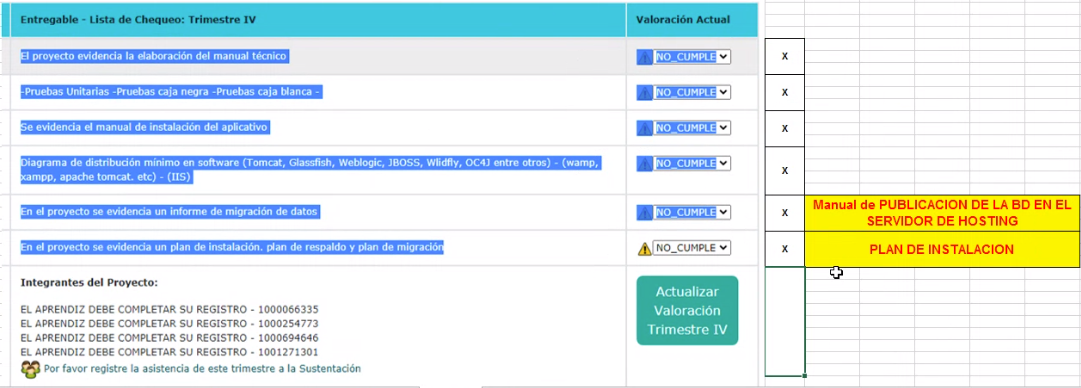 Entregable - Lista de Chequeo: Trimestre IV
Valoración Actual
El proyecto evidencia la elaboración del manual técnico
NO_CUMPLE
X
-Pruebas Unitarias -Pruebas caja negra -Pruebas caja blanca -
NO_CUMPLE
X
Se evidencia el manual de instalación del aplicativo
NO_CUMPLE
X
Diagrama de distribución mínimo en software (Tomcat, Glassfish, Weblogic, JBOSS, Wlidfly, OC4J entre otros) - (wamp,
xampp, apache tomcat. etc) - (IIS)
NO_CUMPLE
X
En el proyecto se evidencia un informe de migración de datos
NO_CUMPLE
X
Manual de PUBLICACION DE LA BD EN EL
SERVIDOR DE HOSTING
En el proyecto se evidencia un plan de instalación. plan de respaldo y plan de migración
NO_CUMPLE
X
PLAN DE INSTALACION
Integrantes del Proyecto:
EL APRENDIZ DEBE COMPLETAR SU REGISTRO - 1000066335
EL APRENDIZ DEBE COMPLETAR SU REGISTRO - 1000254773
EL APRENDIZ DEBE COMPLETAR SU REGISTRO - 1000694646
EL APRENDIZ DEBE COMPLETAR SU REGISTRO - 1001271301
Por favor registre la asistencia de este trimestre a la Sustentación
Actualizar
Valoración
Trimestre IV